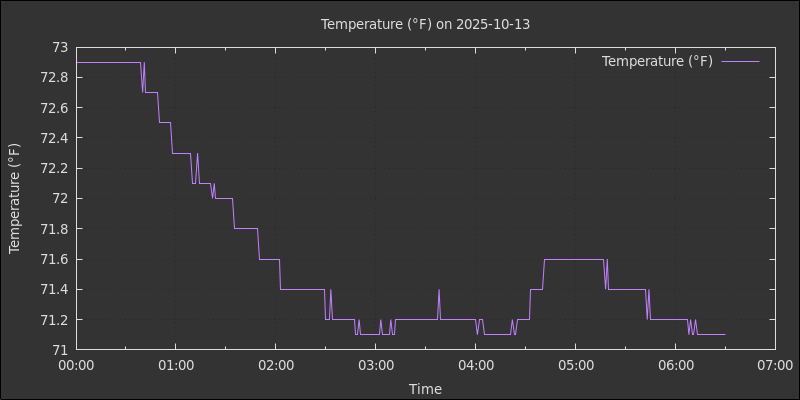 Temperature (°F) on 2025-10-13
Temperature (°F)
73
72.8
72.6
72.4
72.2
72
71.8
71.6
71.4
71.2
71
Temperature (°F)
00:00 01:00 02:00 03:00 04:00 05:00 06:00 07:00
Time